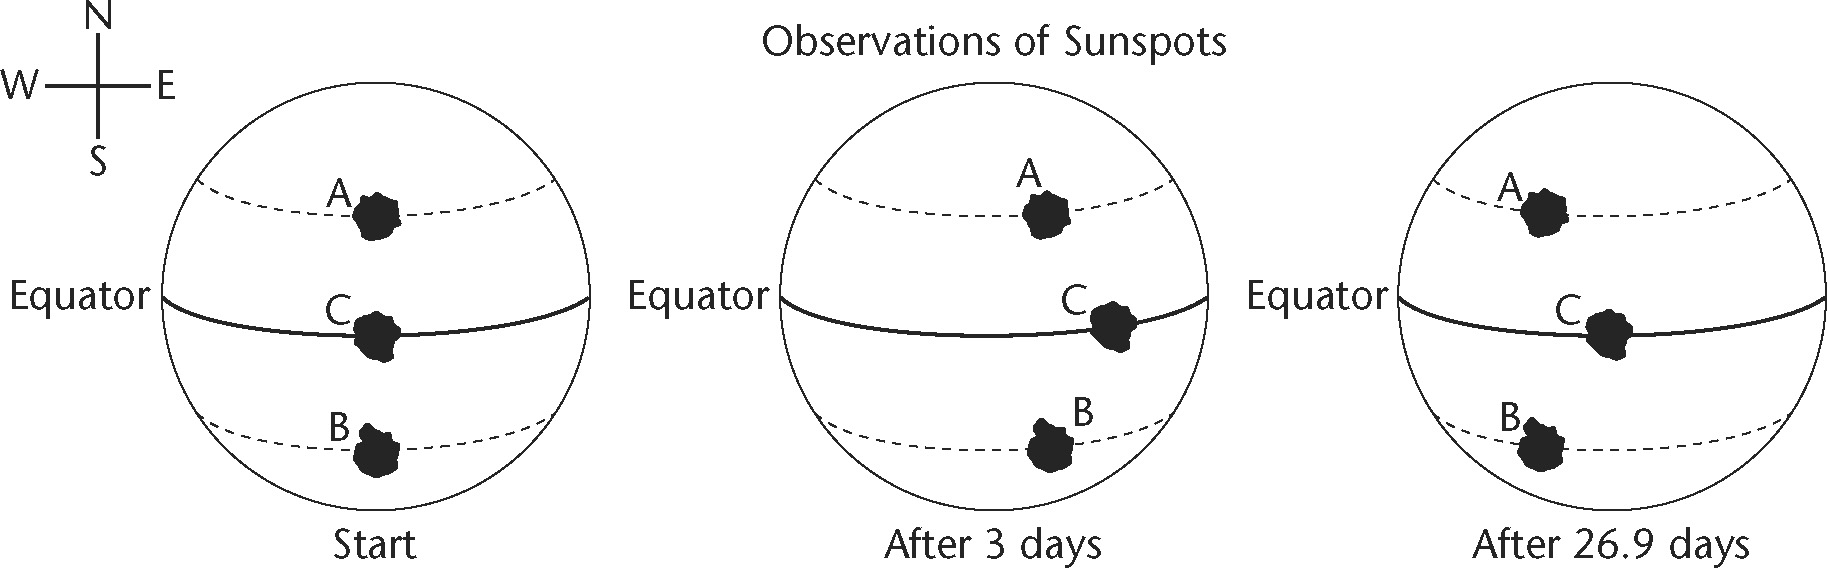 Observations of Sunspots
N
W E
S
A
Equator
C
B
Start
A
Equator
C
B
After 3 days
A
Equator
C
B
After 26.9 days